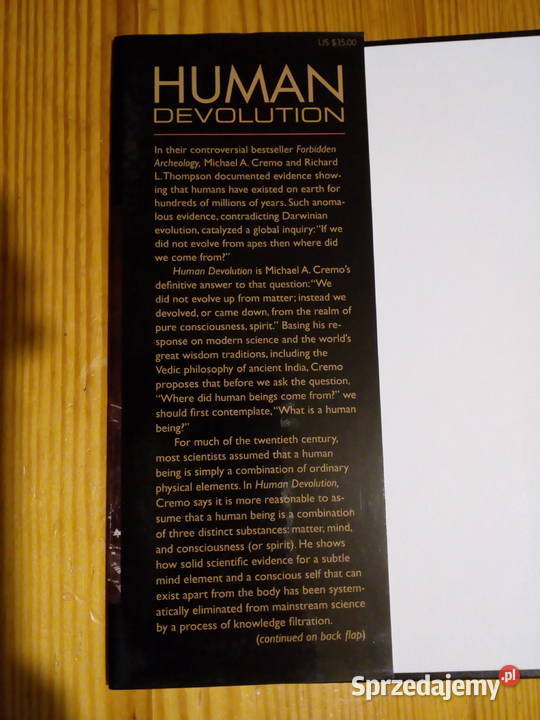 US $35.00
HUMAN
DEVOLUTION
In their controversial bestseller Forbidden
Archeology, Michael A. Cremo and Richard
L. Thompson documented evidence show-
ing that humans have existed on earth for
hundreds of millions of years. Such anoma-
lous evidence, contradicting Darwinian
evolution, catalyzed a global inquiry: “If we
did not evolve from apes then where did
we come from?”
Human Devolution is Michael A. Cremo’s
definitive answer to that question: “We
did not evolve up from matter; instead we
devolved, or came down, from the realm of
pure consciousness, spirit.” Basing his re-
sponse on modern science and the world’s
great wisdom traditions, including the
Vedic philosophy of ancient India, Cremo
proposes that before we ask the question,
“Where did human beings come from?” we
should first contemplate, “What is a human
being?”
For much of the twentieth century,
most scientists assumed that a human
being is simply a combination of ordinary
physical elements. In Human Devolution,
Cremo says it is more reasonable to as-
sume that a human being is a combination
of three distinct substances: matter, mind,
and consciousness (or spirit). He shows
how solid scientific evidence for a subtle
mind element and a conscious self that can
exist apart from the body has been system-
atically eliminated from mainstream science
by a process of knowledge filtration.
(continued on back flap)
Sprzedajemy.pl